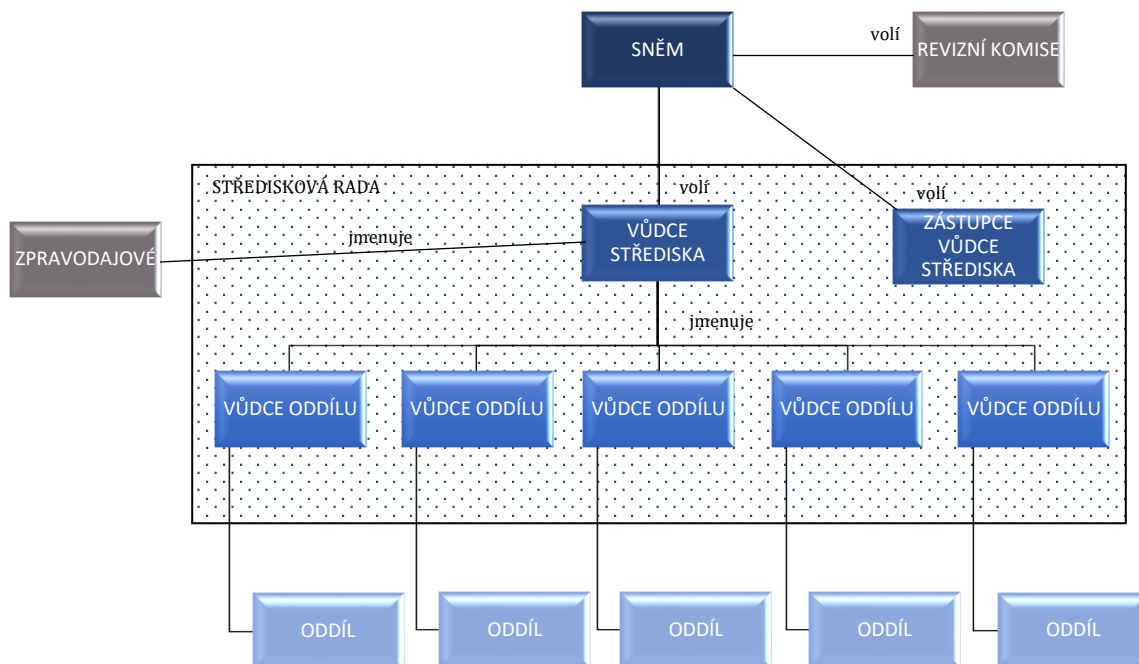 SNĚM
volí
REVIZNÍ KOMISE
STŘEDISKOVÁ RADA
volí
volí
ZPRAVODAJOVÉ
jmenuje
VŮDCE
STŘEDISKA
ZÁSTUPCE
VŮDCE
STŘEDISKA
jmenuje
VŮDCE ODDÍLU
VŮDCE ODDÍLU
VŮDCE ODDÍLU
VŮDCE ODDÍLU
VŮDCE ODDÍLU
ODDÍL
ODDÍL
ODDÍL
ODDÍL
ODDÍL